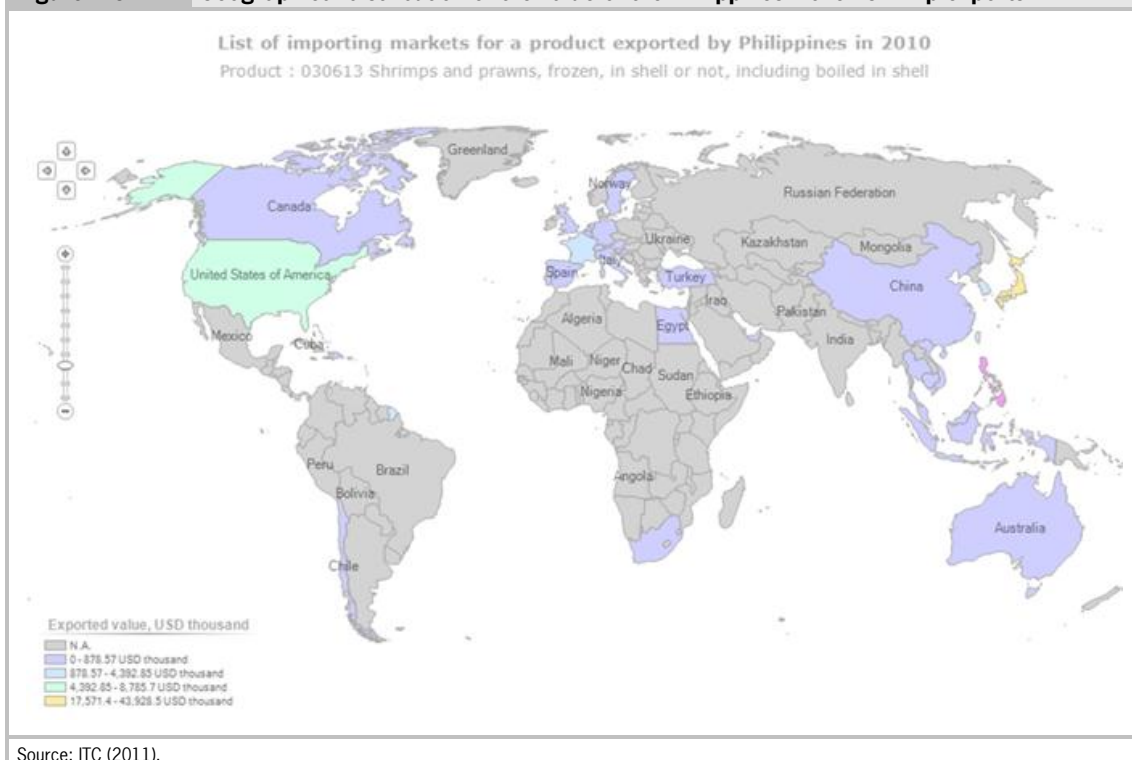 List of importing markets for a product exported by Philippines in 2010
Product : 030613 Shrimps and prawns, frozen, in shell or not, including boiled in shell
Greenland
Norway
Russian Federation
Canada
Ukraine
Kazakhstan
Mongolia
United States of America
Spain
Italy
Turkey
China
Iraq
Mexico
Cuba
Algeria
Egypt
Pakistan
India
Mali
Niger
Chad
Sudan
Nigeria
Ethiopia
Peru
Brazil
Angola
Bolivia
Australia
Chile
Exported value, USD thousand
N.A.
0 - 878.57 USD thousand
878.57 - 4,392.85 USD thousand
4,392.85 - 8,785.7 USD thousand
17,571.4 - 43,928.5 USD thousand
Source: ITC (2011).